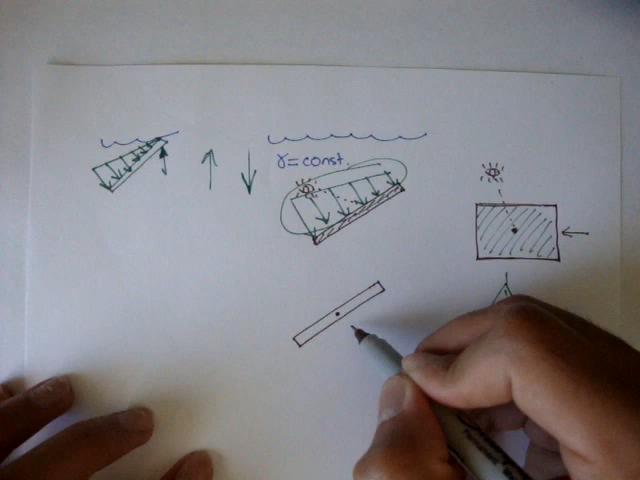 γ = const.